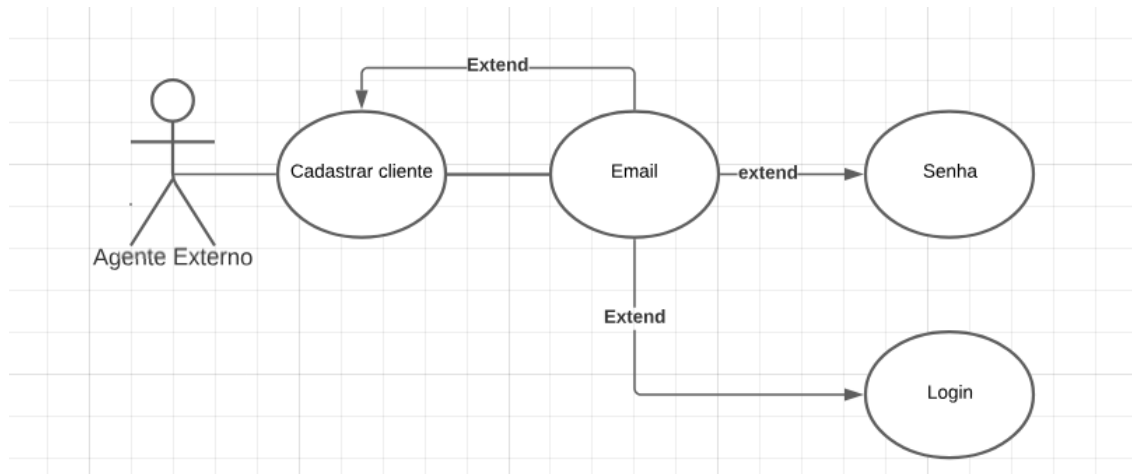 Extend
Cadastrar cliente
Email
extend
Senha
Agente Externo
Extend
Login